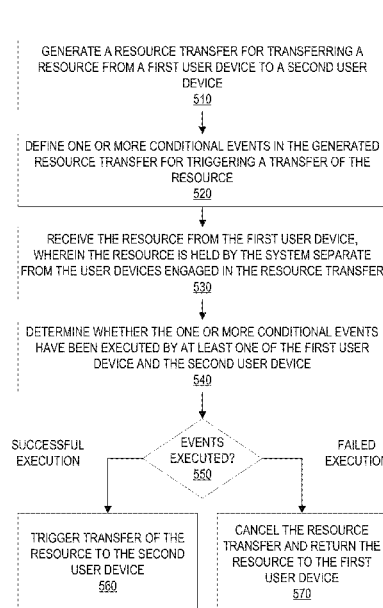 GENERATE A RESOURCE TRANSFER FOR TRANSFERRING A
RESOURCE FROM A FIRST USER DEVICE TO A SECOND USER
DEVICE
510
DEFINE ONE OR MORE CONDITIONAL EVENTS IN THE GENERATED
RESOURCE TRANSFER FOR TRIGGERING A TRANSFER OF THE
RESOURCE
520
RECEIVE THE RESOURCE FROM THE FIRST USER DEVICE,
WHEREIN THE RESOURCE IS HELD BY THE SYSTEM SEPARATE
FROM THE USER DEVICES ENGAGED IN THE RESOURCE TRANSFER
530
DETERMINE WHETHER THE ONE OR MORE CONDITIONAL EVENTS
HAVE BEEN EXECUTED BY AT LEAST ONE OF THE FIRST USER
DEVICE AND THE SECOND USER DEVICE
540
SUCCESSFUL
EXECUTION
EVENTS
EXECUTED?
550
FAILED
EXECUTION
TRIGGER TRANSFER OF THE
RESOURCE TO THE SECOND
USER DEVICE
560
CANCEL THE RESOURCE
TRANSFER AND RETURN THE
RESOURCE TO THE FIRST
USER DEVICE
570